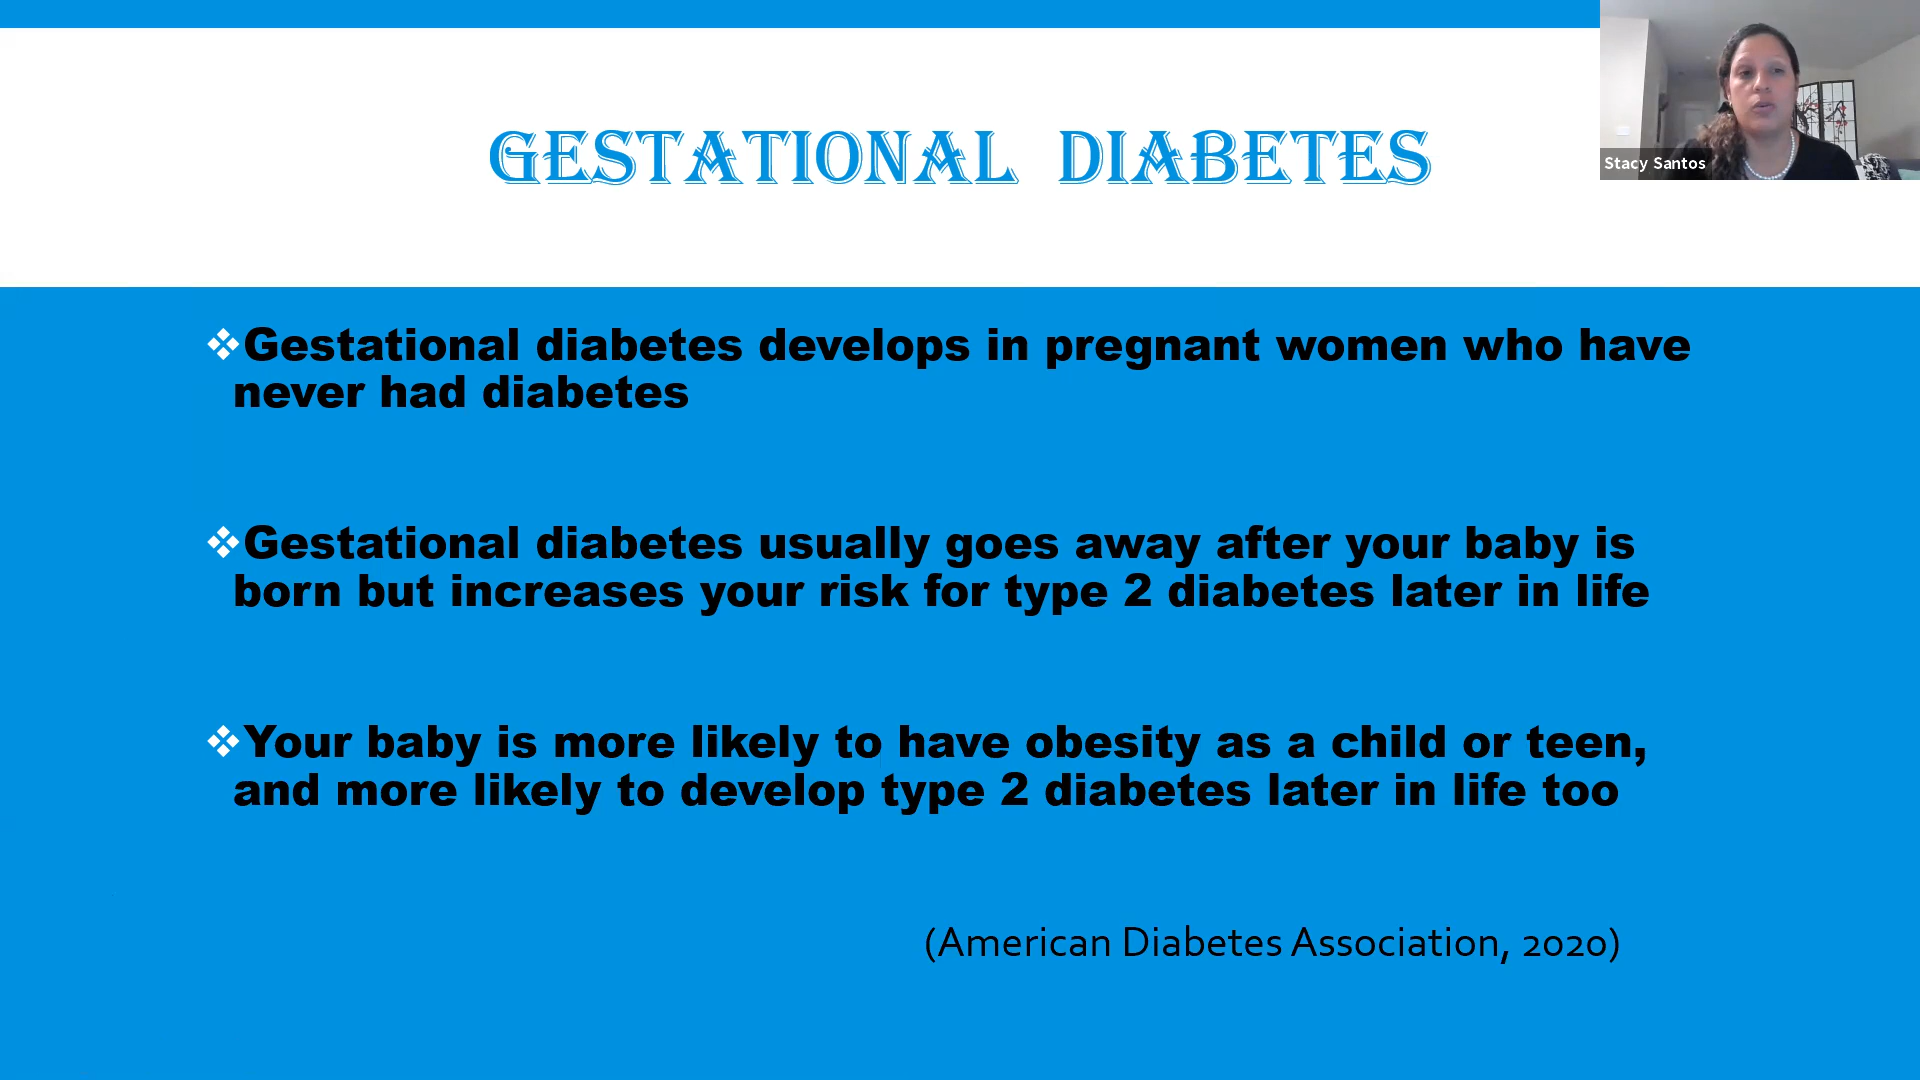 GESTATIONAL DIABETES
Stacy Santos
❖Gestational diabetes develops in pregnant women who have
never had diabetes
❖Gestational diabetes usually goes away after your baby is
born but increases your risk for type 2 diabetes later in life
❖Your baby is more likely to have obesity as a child or teen,
and more likely to develop type 2 diabetes later in life too
(American Diabetes Association, 2020)